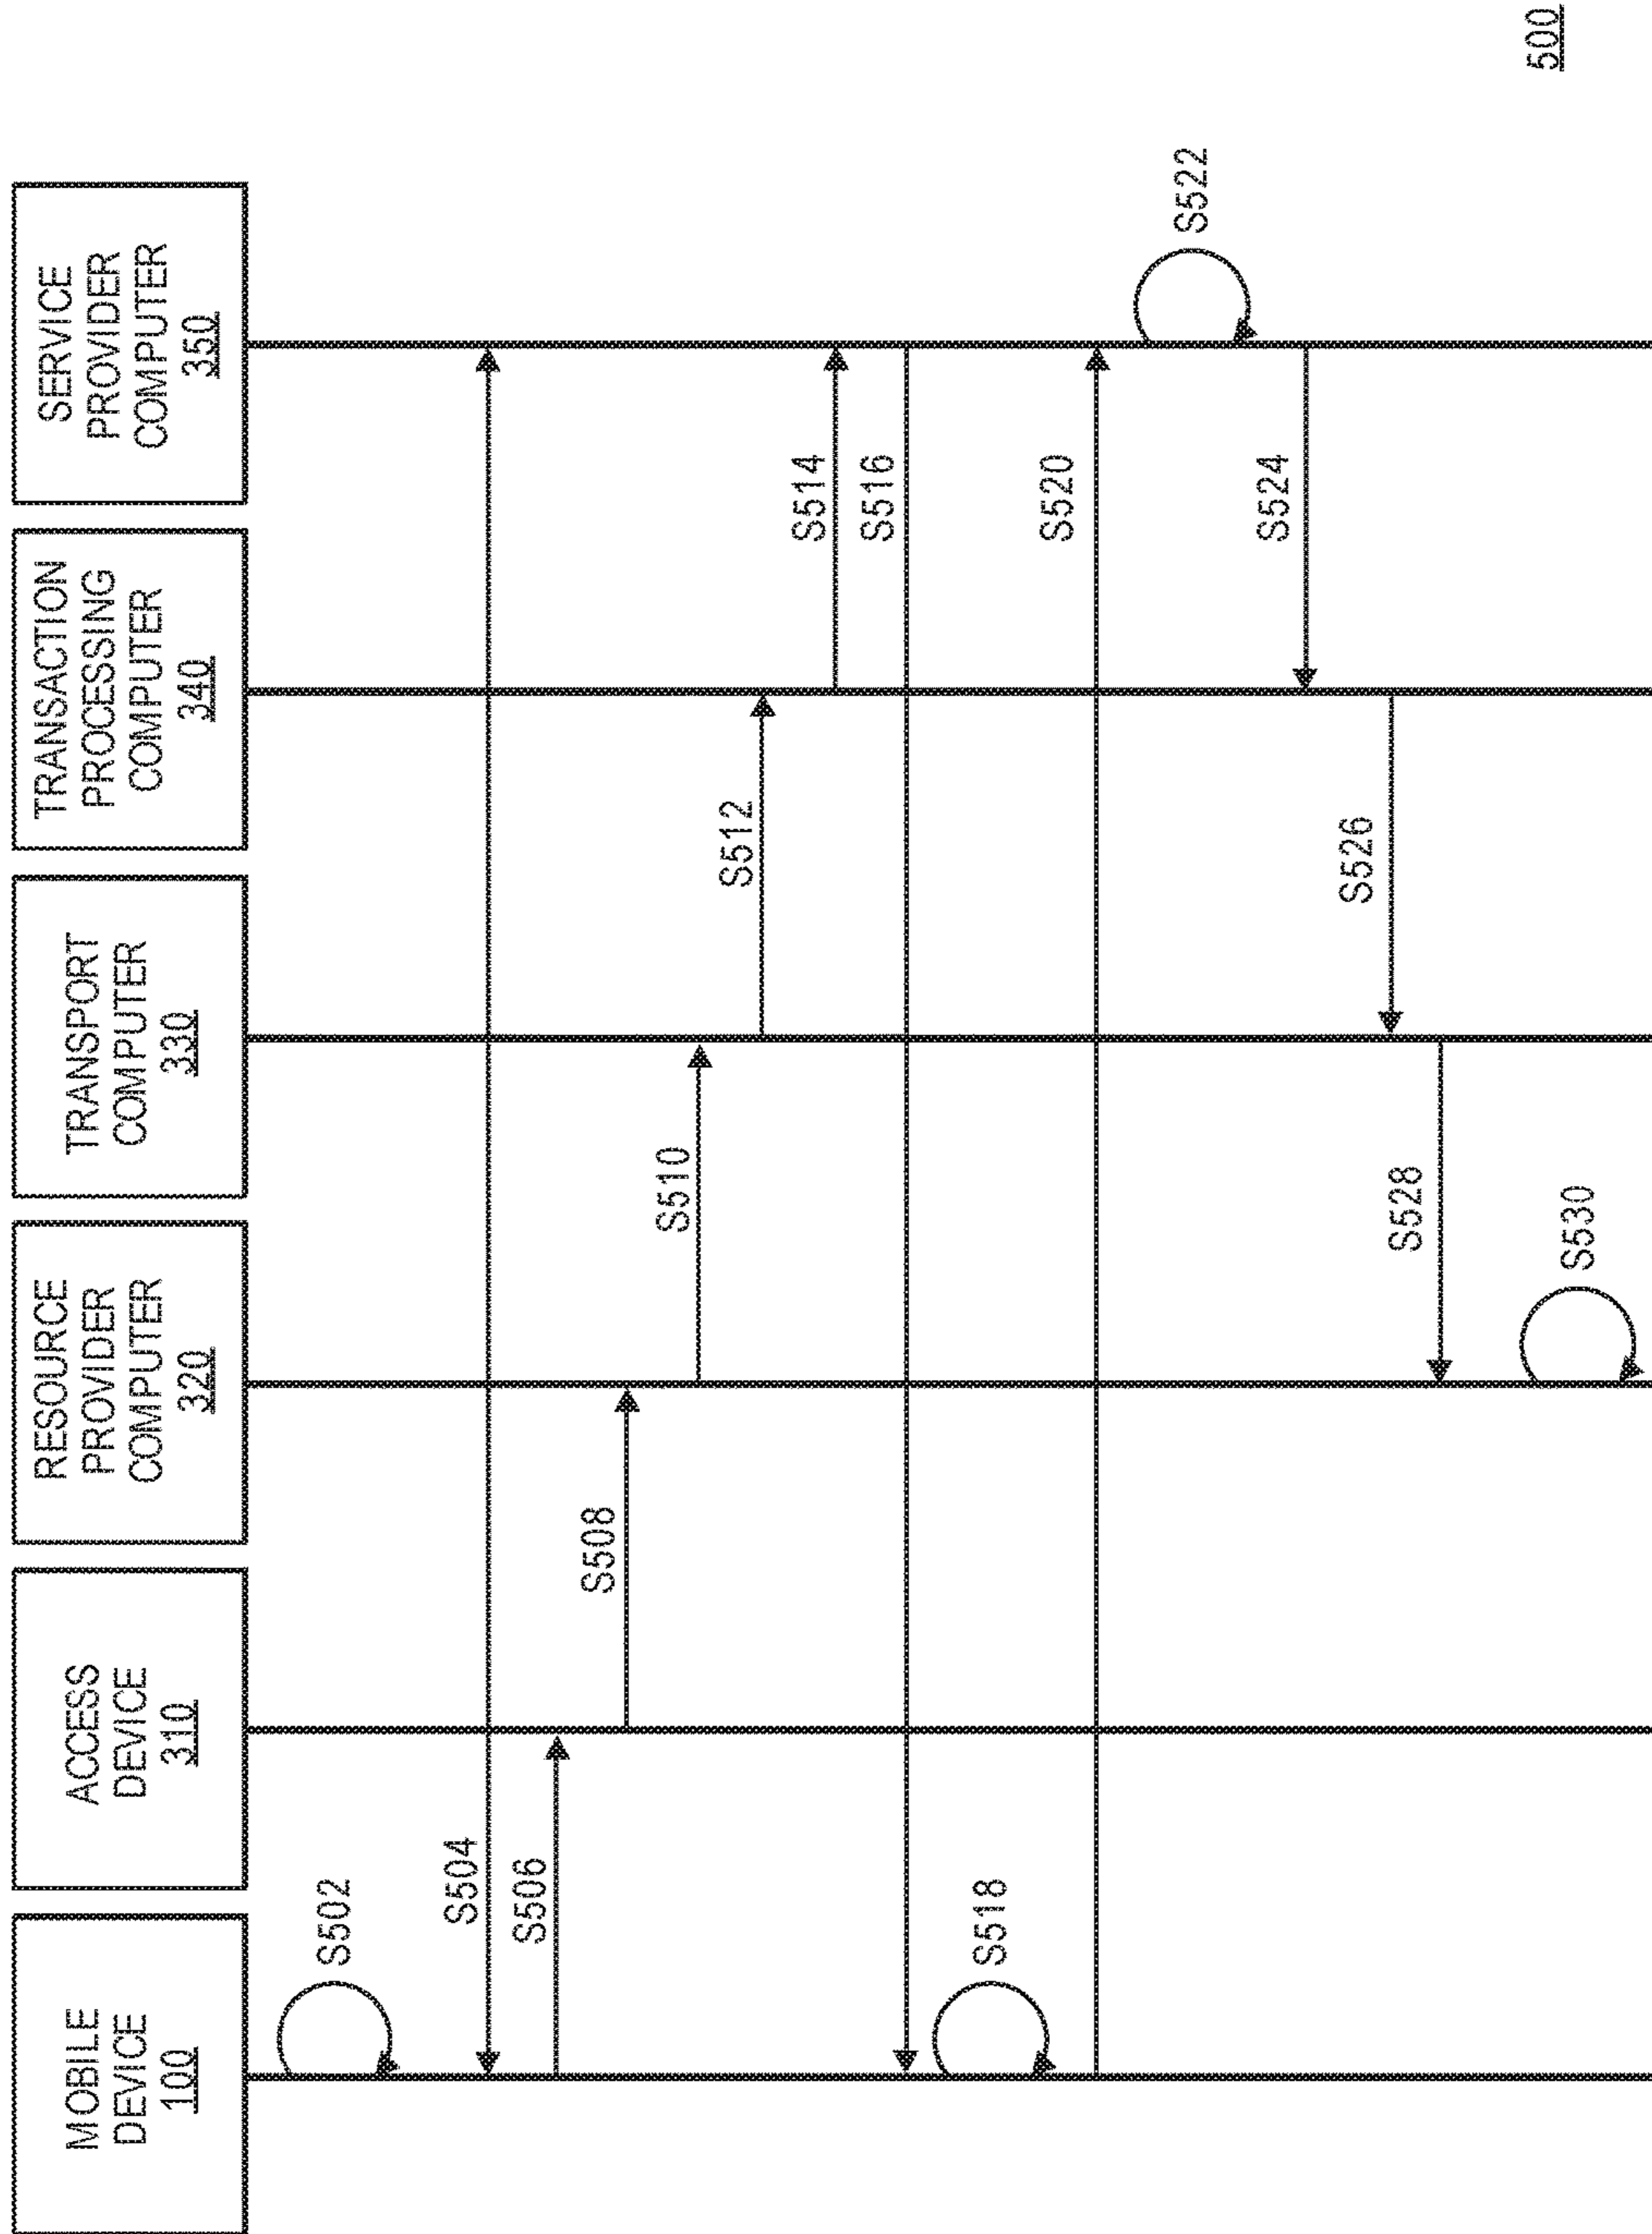 MOBILE
DEVICE
100
ACCESS
DEVICE
310
RESOURCE
PROVIDER
COMPUTER
320
TRANSPORT
COMPUTER
330
TRANSACTION
PROCESSING
COMPUTER
340
SERVICE
PROVIDER
COMPUTER
350
S502
S504
S506
S508
S510
S512
S514
S516
S518
S520
S522
S524
S526
S528
S530
500